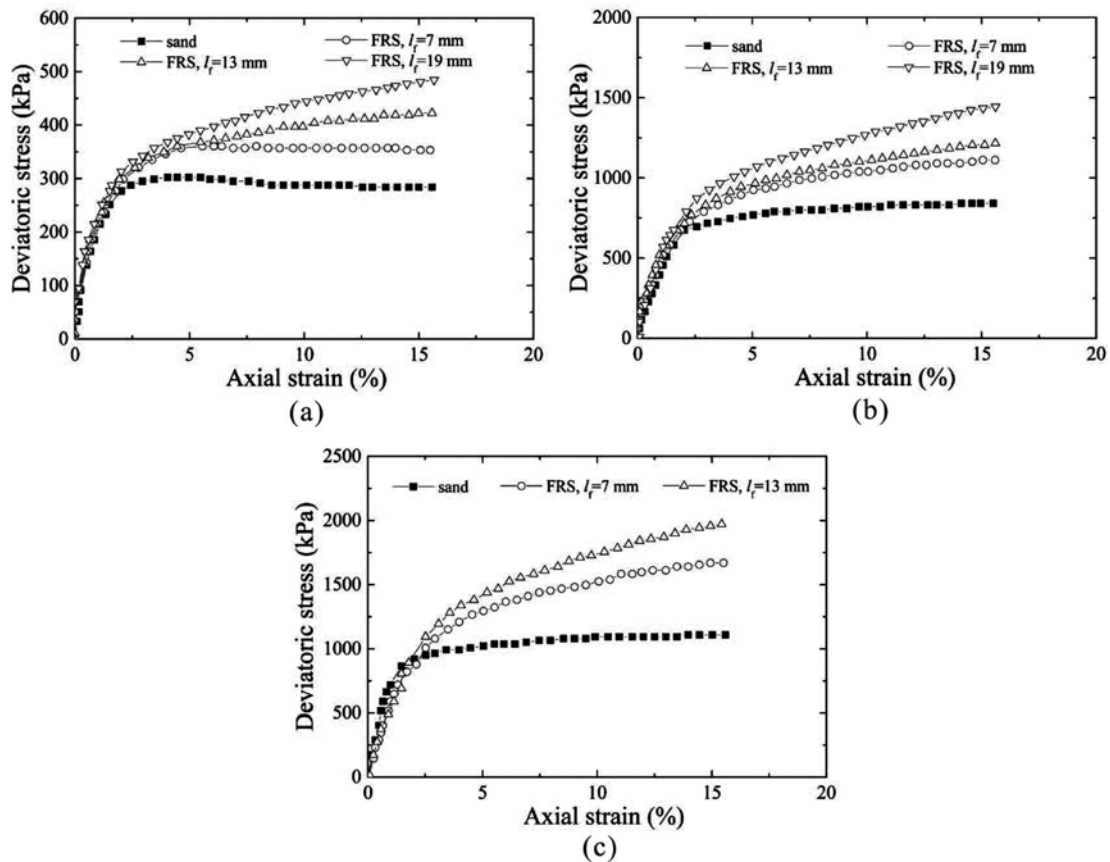 600
500
400
300
200
100
0
Deviatoric stress (kPa)
sand
FRS, lf=7 mm
FRS, lf=13 mm
FRS, lf=19 mm
0
5
10
15
20
Axial strain (%)
(a)
2000
1500
1000
500
0
Deviatoric stress (kPa)
sand
FRS, lf=7 mm
FRS, lf=13 mm
FRS, lf=19 mm
0
5
10
15
20
Axial strain (%)
(b)
2500
2000
1500
1000
500
0
Deviatoric stress (kPa)
sand
FRS, lf=7 mm
FRS, lf=13 mm
0
5
10
15
20
Axial strain (%)
(c)